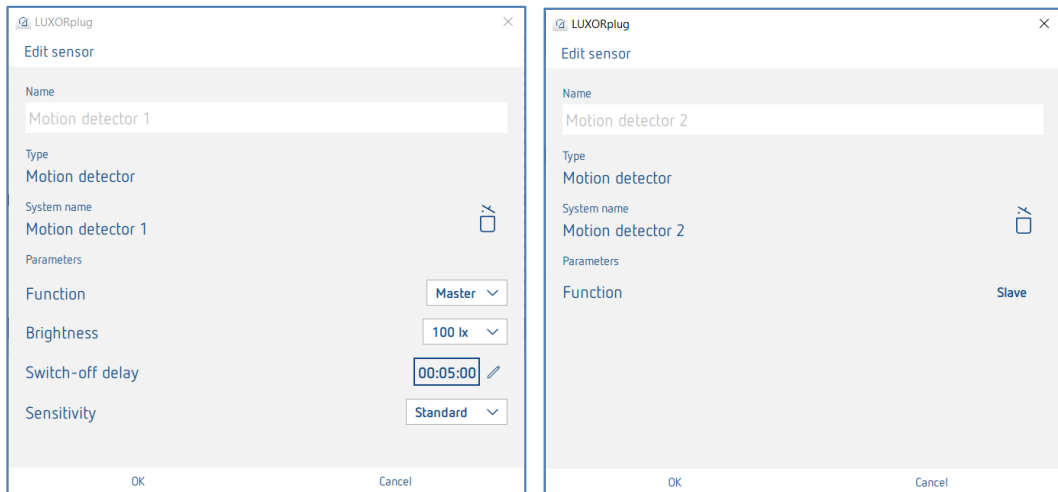 LUXORplug
Edit sensor
Name
Motion detector 1
Type
Motion detector
System name
Motion detector 1
Parameters
Function
Master
Brightness
100 lx
Switch-off delay
00:05:00
Sensitivity
Standard
OK
Cancel
LUXORplug
Edit sensor
Name
Motion detector 2
Type
Motion detector
System name
Motion detector 2
Parameters
Function
Slave
OK
Cancel